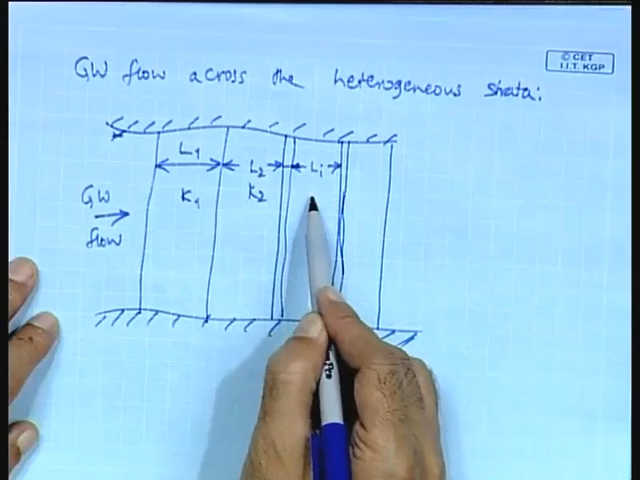 © CET
I.I.T. KGP
GW flow across the heterogeneous strata:
L1
L2
Li
K1
K2
GW
flow